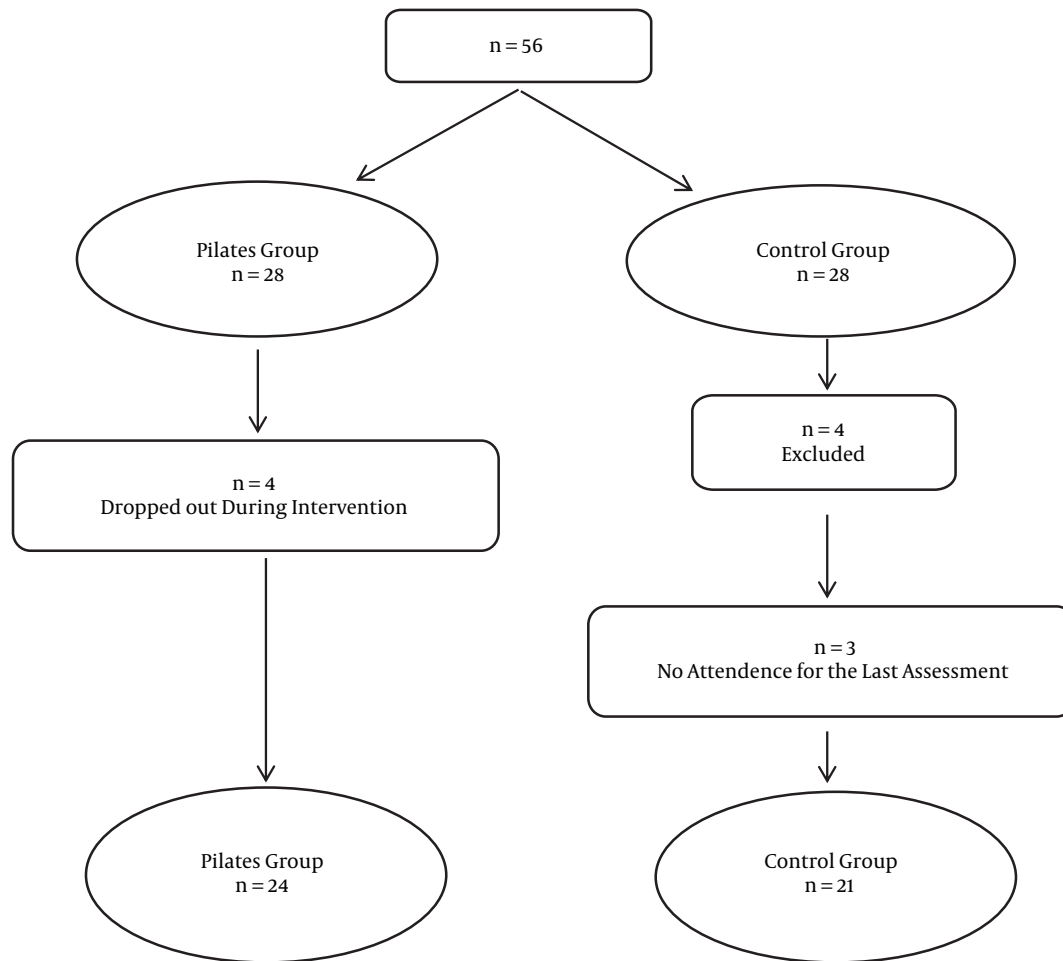 n = 56
Pilates Group
n = 28
Control Group
n = 28
n = 4
Excluded
n = 4
Dropped out During Intervention
n = 3
No Attendence for the Last Assessment
Pilates Group
n = 24
Control Group
n = 21